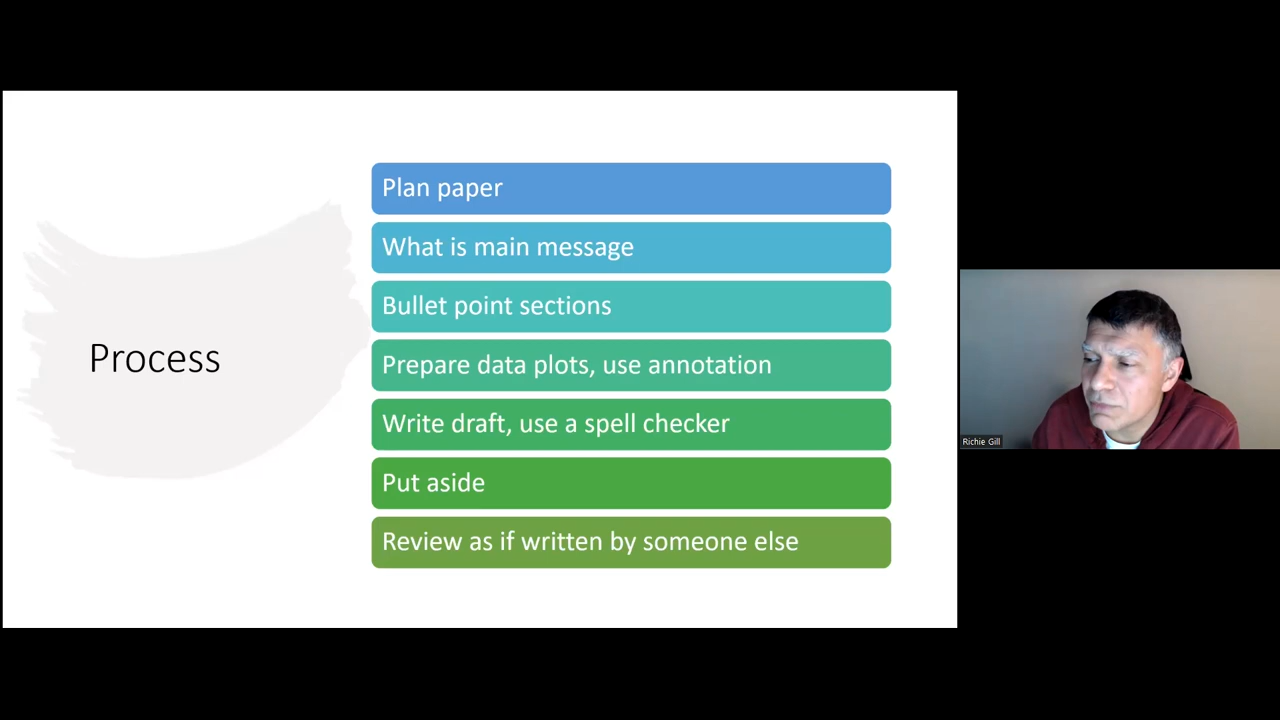 Process
Plan paper
What is main message
Bullet point sections
Prepare data plots, use annotation
Write draft, use a spell checker
Put aside
Review as if written by someone else
Richie Gill